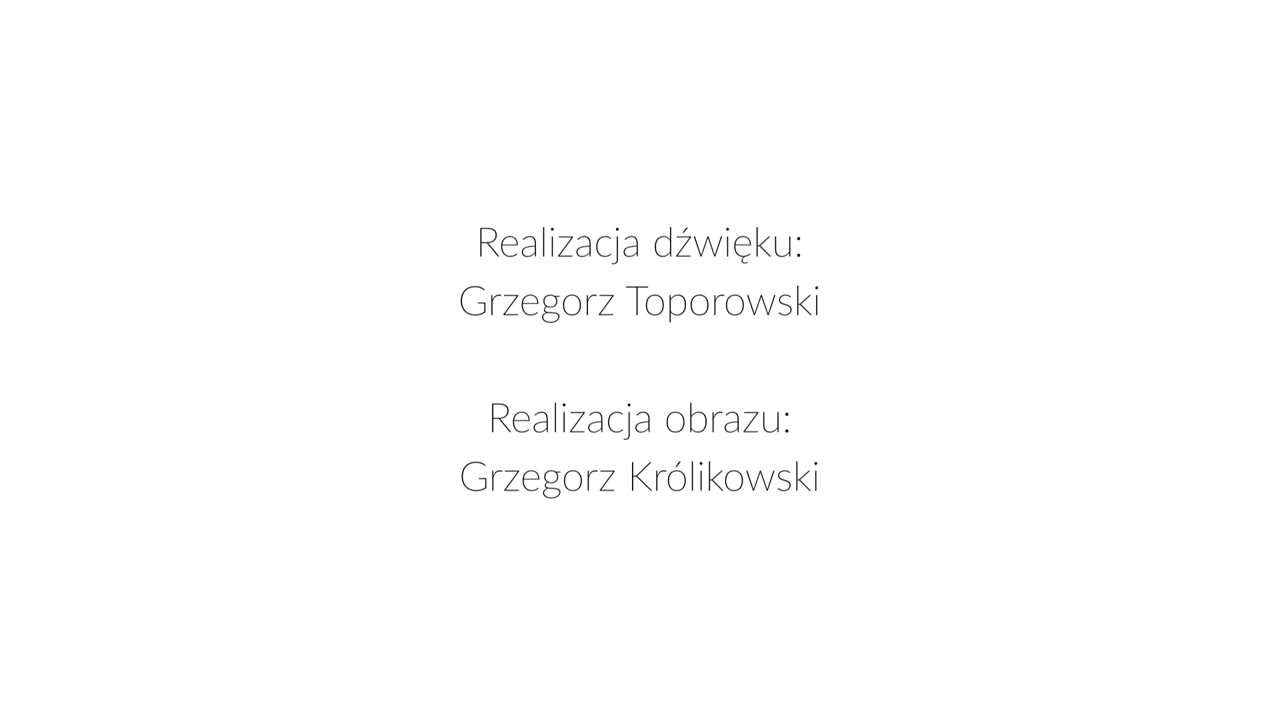 Realizacja dźwięku:
Grzegorz Toporowski
Realizacja obrazu:
Grzegorz Królikowski